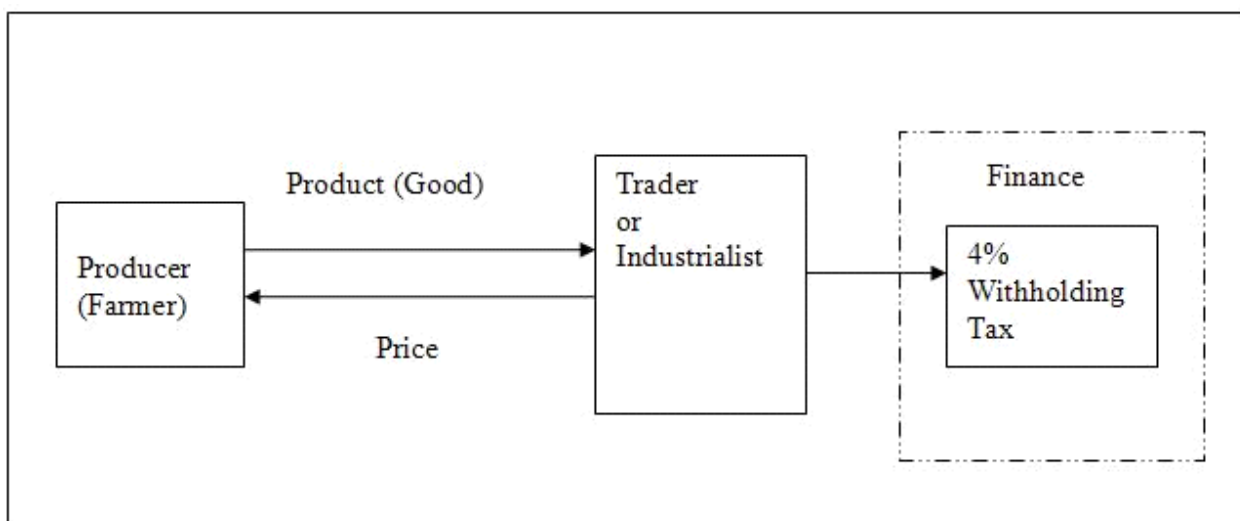 Product (Good)
Producer
(Farmer)
Price
Trader
or
Industrialist
Finance
4%
Withholding
Tax